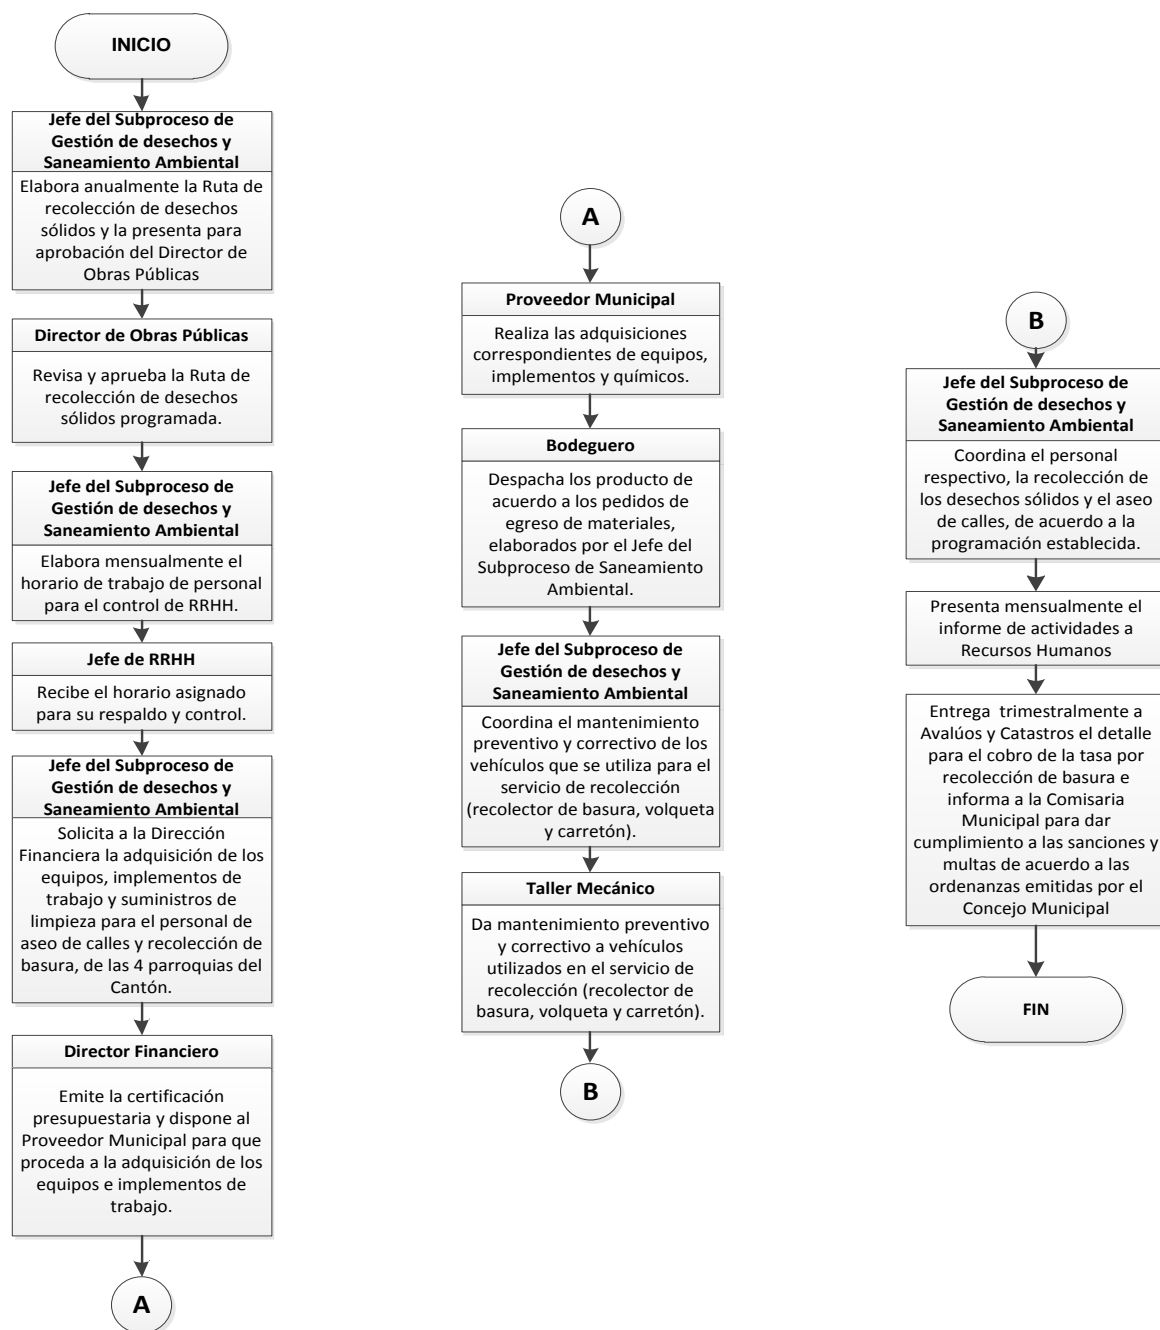 INICIO
Jefe del Subproceso de
Gestión de desechos y
Saneamiento Ambiental
Elabora anualmente la Ruta de
recolección de desechos
sólidos y la presenta para
aprobación del Director de
Obras Públicas
Director de Obras Públicas
Revisa y aprueba la Ruta de
recolección de desechos
sólidos programada.
Jefe del Subproceso de
Gestión de desechos y
Saneamiento Ambiental
Elabora mensualmente el
horario de trabajo de personal
para el control de RRHH.
Jefe de RRHH
Recibe el horario asignado
para su respaldo y control.
Jefe del Subproceso de
Gestión de desechos y
Saneamiento Ambiental
Solicita a la Dirección
Financiera la adquisición de los
equipos, implementos de
trabajo y suministros de
limpieza para el personal de
aseo de calles y recolección de
basura, de las 4 parroquias del
Cantón.
Director Financiero
Emite la certificación
presupuestaria y dispone al
Proveedor Municipal para que
proceda a la adquisición de los
equipos e implementos de
trabajo.
A
A
Proveedor Municipal
Realiza las adquisiciones
correspondientes de equipos,
implementos y químicos.
Bodeguero
Despacha los producto de
acuerdo a los pedidos de
egreso de materiales,
elaborados por el Jefe del
Subproceso de Saneamiento
Ambiental.
Jefe del Subproceso de
Gestión de desechos y
Saneamiento Ambiental
Coordina el mantenimiento
preventivo y correctivo de los
vehículos que se utiliza para el
servicio de recolección
(recolector de basura, volqueta
y carretón).
Taller Mecánico
Da mantenimiento preventivo
y correctivo a vehículos
utilizados en el servicio de
recolección (recolector de
basura, volqueta y carretón).
B
B
Jefe del Subproceso de
Gestión de desechos y
Saneamiento Ambiental
Coordina el personal
respectivo, la recolección de
los desechos sólidos y el aseo
de calles, de acuerdo a la
programación establecida.
Presenta mensualmente el
informe de actividades a
Recursos Humanos
Entrega trimestralmente a
Avalúos y Catastros el detalle
para el cobro de la tasa por
recolección de basura e
informa a la Comisaria
Municipal para dar
cumplimiento a las sanciones y
multas de acuerdo a las
ordenanzas emitidas por el
Concejo Municipal
FIN